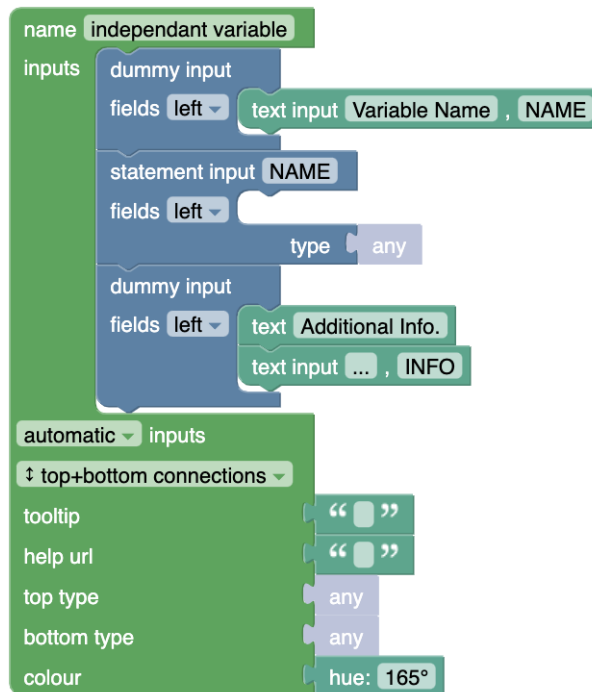 name independant variable
inputs
dummy input
fields left text input Variable Name , NAME
statement input NAME
fields left
type any
dummy input
fields left text Additional Info.
text input ... , INFO
automatic inputs
↕ top+bottom connections
tooltip “ ”
help url “ ”
top type any
bottom type any
colour hue: 165°